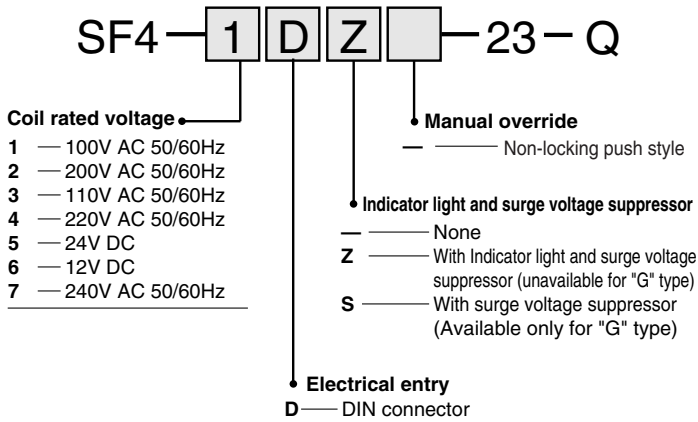 SF4 — 1 D Z — 23 — Q
Coil rated voltage
1 — 100V AC 50/60Hz
2 — 200V AC 50/60Hz
3 — 110V AC 50/60Hz
4 — 220V AC 50/60Hz
5 — 24V DC
6 — 12V DC
7 — 240V AC 50/60Hz
Manual override
— Non-locking push style
Indicator light and surge voltage suppressor
— None
Z — With Indicator light and surge voltage
suppressor (unavailable for "G" type)
S — With surge voltage suppressor
(Available only for "G" type)
Electrical entry
D — DIN connector